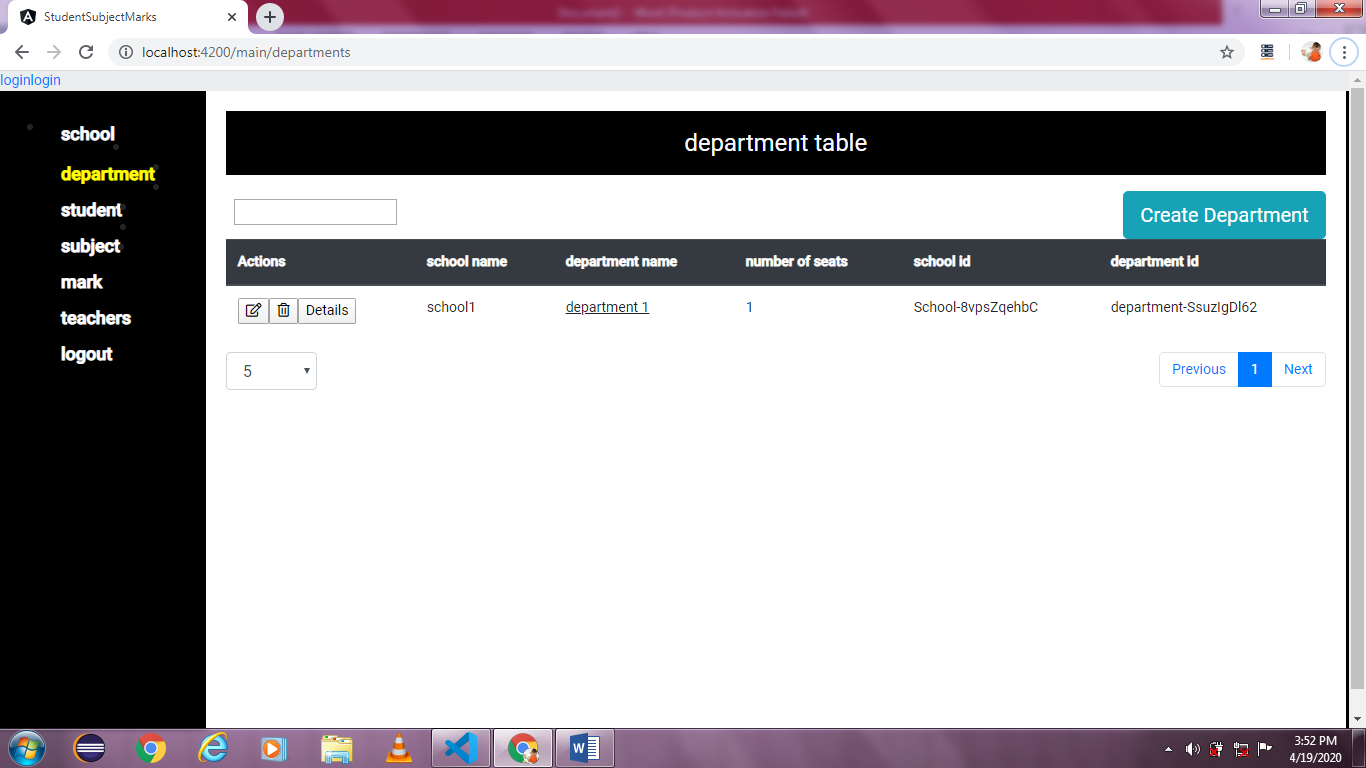 StudentSubjectMarks
localhost:4200/main/departments
loginlogin
school
department
student
subject
mark
teachers
logout
department table
Create Department
Actions school name department name number of seats school id department id
Details school1 department 1 1 School-8vpsZqehbC department-SsuzIgDl62
5
Previous 1 Next
3:52 PM
4/19/2020